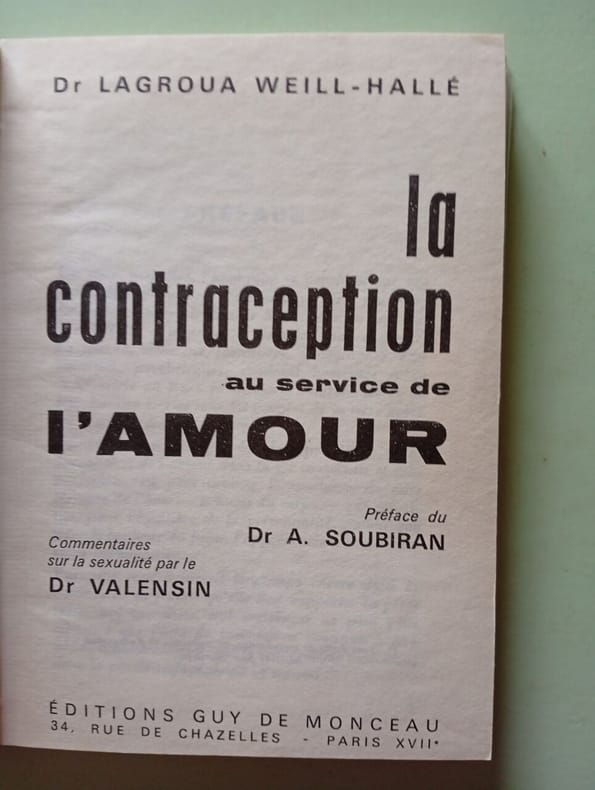 Dr LAGROUA WEILL-HALLÉ
la
contraception
au service de
l'AMOUR
Préface du
Dr A. SOUBIRAN
Commentaires
sur la sexualité par le
Dr VALENSIN
ÉDITIONS GUY DE MONCEAU
34, RUE DE CHAZELLES - PARIS XVIIe